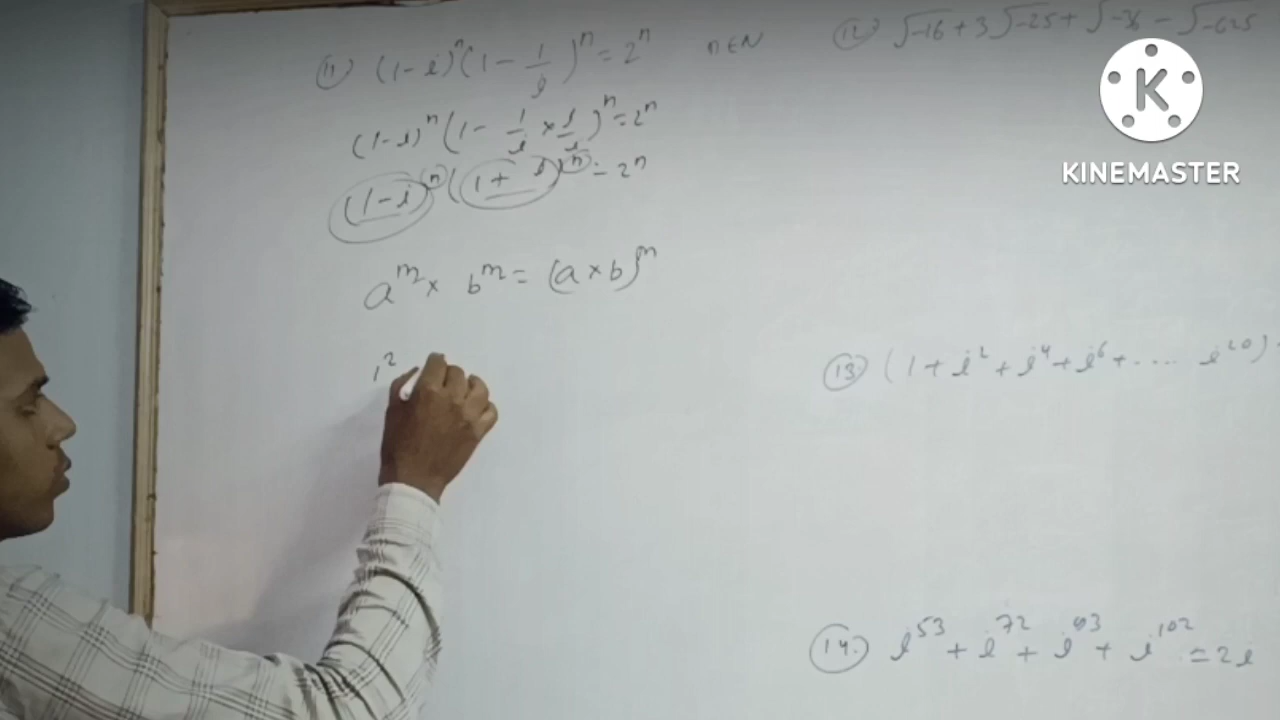 (11) (1-i)^n (1 - 1/i)^n = 2^n n∈N
(1-i)^n (1 - 1/i × i/i)^n = 2^n
(1-i)^n (1 + i)^n = 2^n
a^m × b^m = (a × b)^m
1^2
(12) √-16 + 3√-25 + √-36 - √-625
(13) (1 + i^2 + i^4 + i^6 + .... i^20)
(14.) i^53 + i^72 + i^93 + i^102 = 2i
KINEMASTER